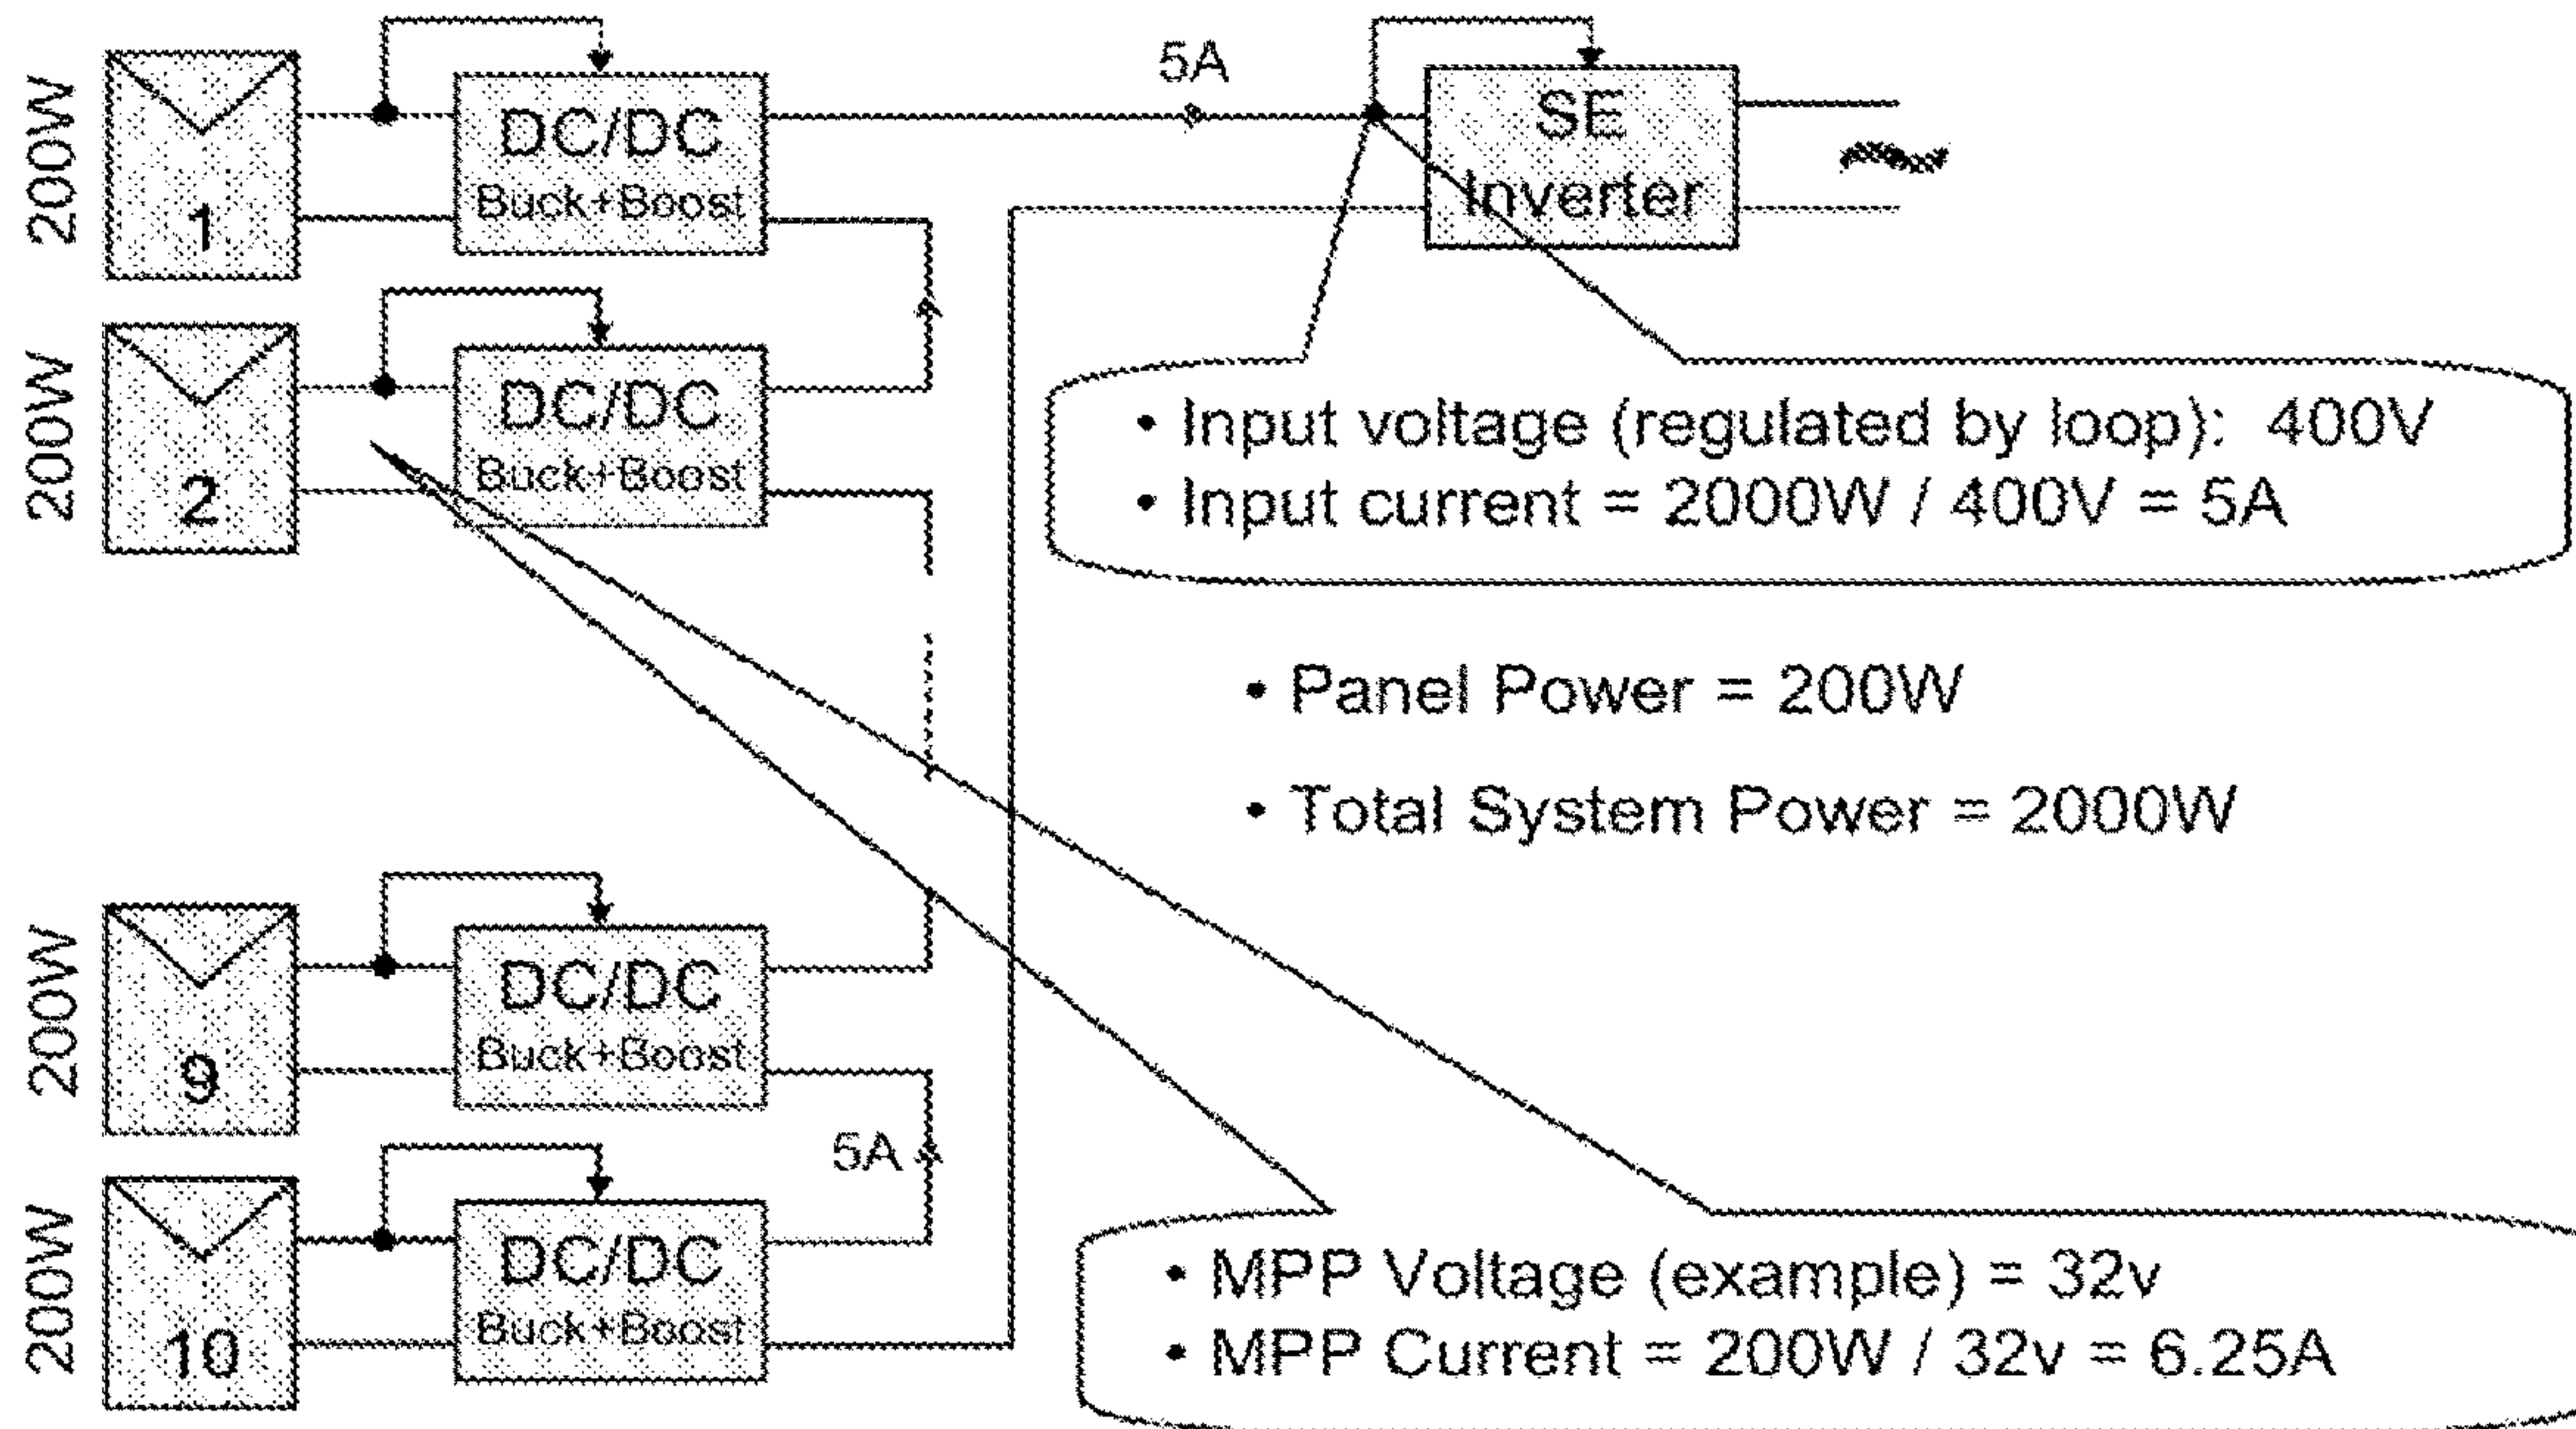 200W
1
DC/DC
Buck+Boost
5A
SE
Inverter
~
200W
2
DC/DC
Buck+Boost
• Input voltage (regulated by loop): 400V
• Input current = 2000W / 400V = 5A
• Panel Power = 200W
• Total System Power = 2000W
200W
9
DC/DC
Buck+Boost
5A
200W
10
DC/DC
Buck+Boost
• MPP Voltage (example) = 32v
• MPP Current = 200W / 32v = 6.25A